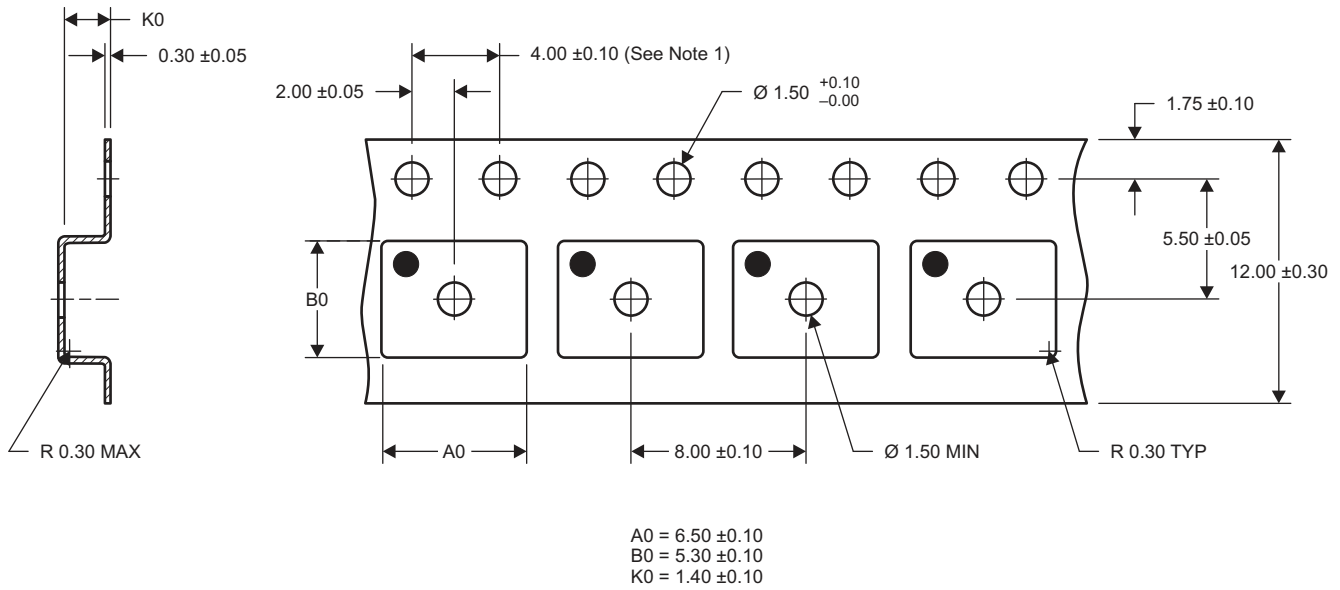 K0
0.30 ±0.05
4.00 ±0.10 (See Note 1)
2.00 ±0.05
Ø 1.50 +0.10
–0.00
1.75 ±0.10
5.50 ±0.05
12.00 ±0.30
B0
R 0.30 MAX
A0
8.00 ±0.10
Ø 1.50 MIN
R 0.30 TYP
A0 = 6.50 ±0.10
B0 = 5.30 ±0.10
K0 = 1.40 ±0.10